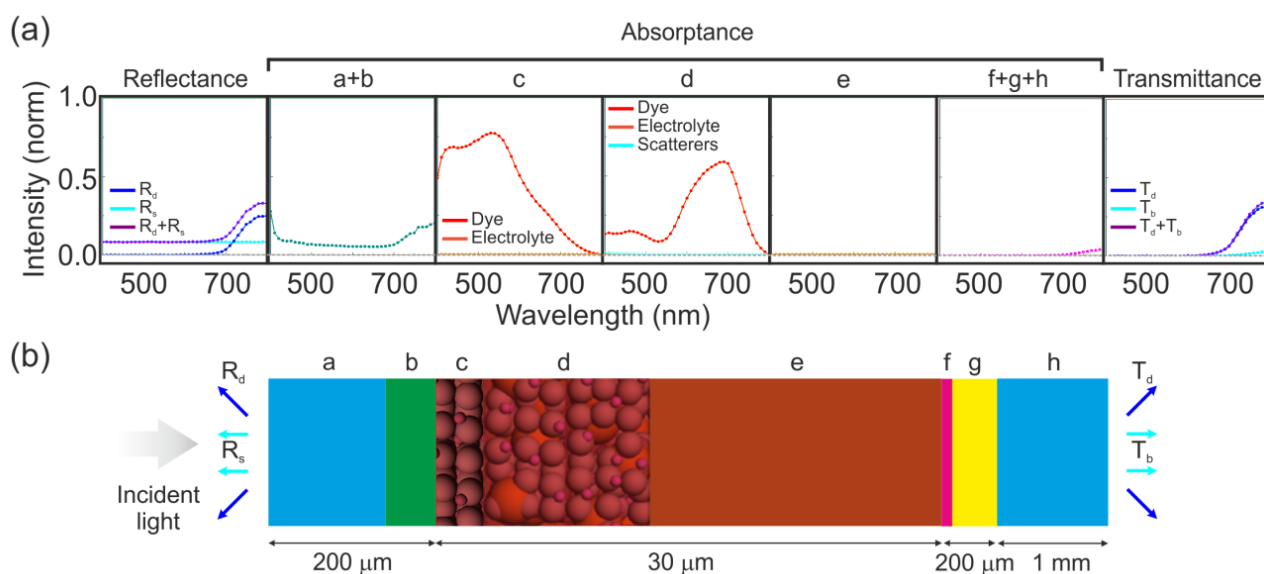 (a)
Absorptance
Reflectance a+b c d e f+g+h Transmittance
Intensity (norm)
1.0
0.5
0.0
R_d
R_s
R_d+R_s
Dye
Electrolyte
Dye
Electrolyte
Scatterers
T_d
T_b
T_d+T_b
500 700 500 700 500 700 500 700 500 700 500 700 500 700
Wavelength (nm)
(b)
a b c d e f g h
R_d
R_s
Incident
light
T_d
T_b
200 μm 30 μm 200 μm 1 mm